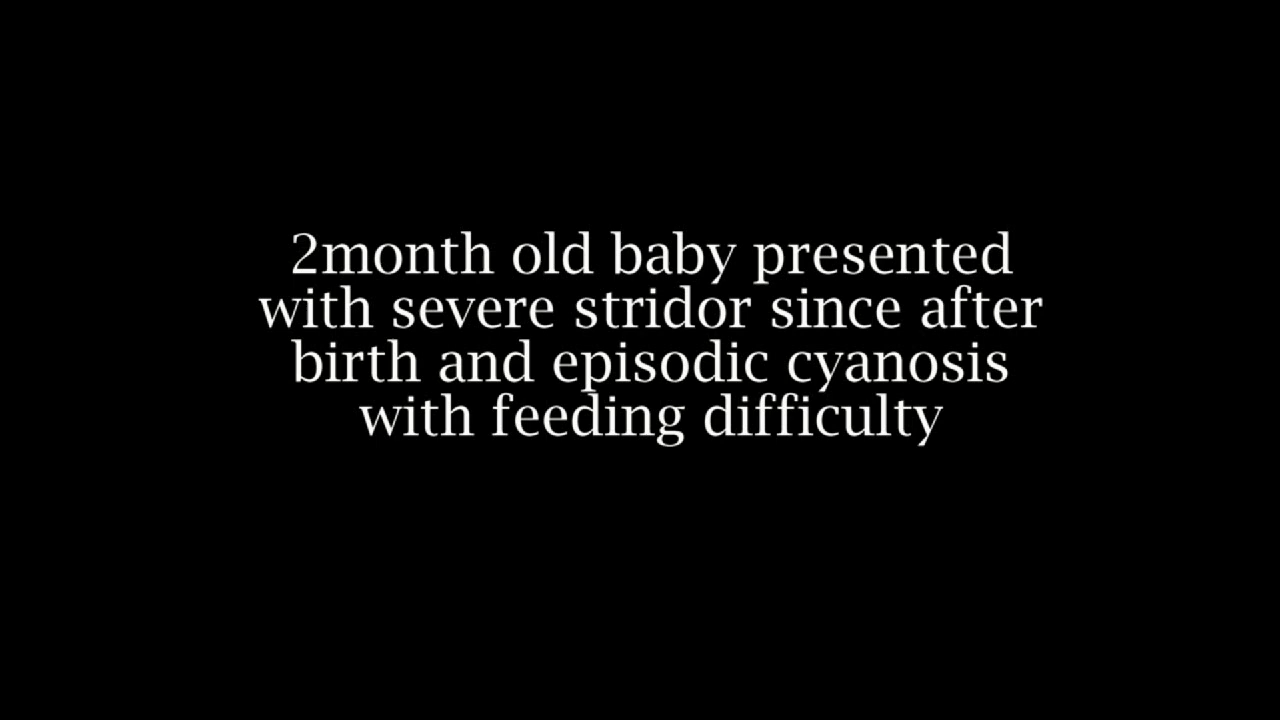 2month old baby presented
with severe stridor since after
birth and episodic cyanosis
with feeding difficulty